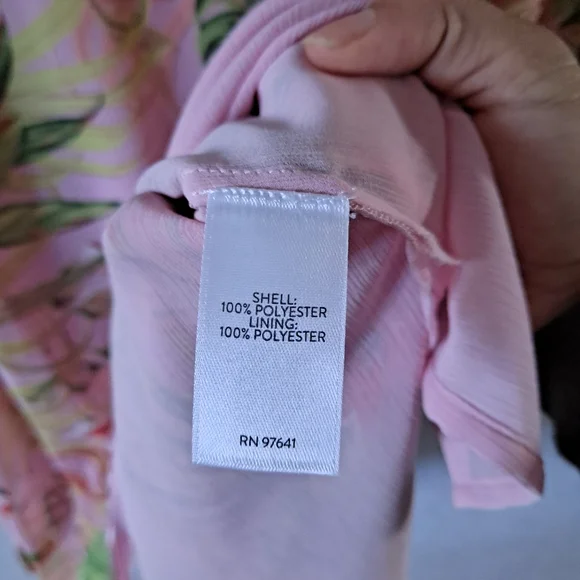 SHELL:
100% POLYESTER
LINING:
100% POLYESTER
RN 97641